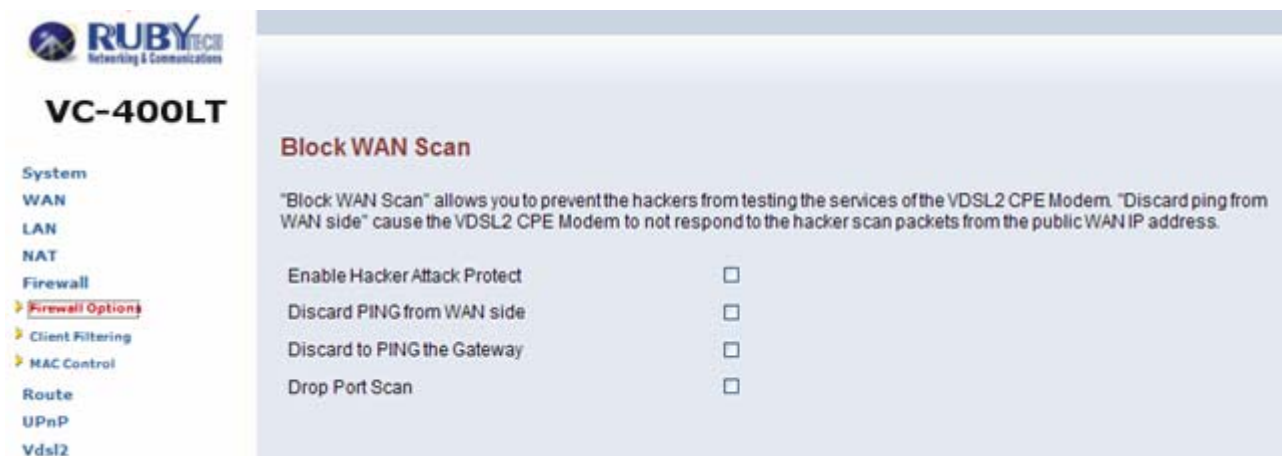 RUBYTECH
Networking & Communications
VC-400LT
System
WAN
LAN
NAT
Firewall
Firewall Options
Client Filtering
MAC Control
Route
UPnP
Vdsl2
Block WAN Scan
"Block WAN Scan" allows you to prevent the hackers from testing the services of the VDSL2 CPE Modem. "Discard ping from
WAN side" cause the VDSL2 CPE Modem to not respond to the hacker scan packets from the public WAN IP address.
Enable Hacker Attack Protect
Discard PING from WAN side
Discard to PING the Gateway
Drop Port Scan